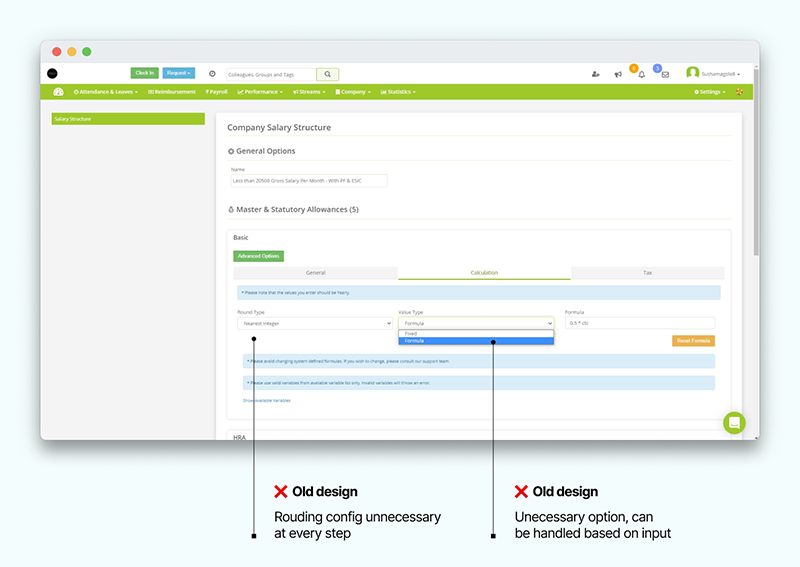 Clock In
Request
Colleagues, Groups and Tags
Attendance & Leaves
Reimbursement
₹ Payroll
Performance
Streams
Company
Statistics
Settings
Salary Structure
Company Salary Structure
General Options
Name
Less than 20500 Gross Salary Per Month - With PF & ESIC
Master & Statutory Allowances (5)
Basic
Advanced Options
General
Calculation
Tax
* Please note that the values you enter should be Yearly.
Round Type
Value Type
Formula
Nearest Integer
Formula
0.5 * ctc
Fixed
Formula
Reset Formula
* Please avoid changing system defined formulas. If you wish to change, please consult our support team.
* Please use valid variables from available variable list only. Invalid variables will throw an error.
Show Available Variables
HRA
Old design
Rouding config unnecessary
at every step
Old design
Unecessary option, can
be handled based on input